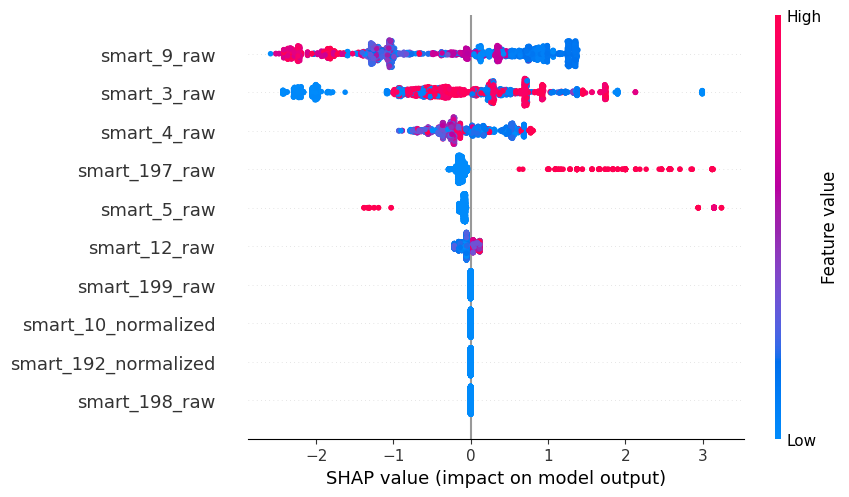 High
smart_9_raw
smart_3_raw
smart_4_raw
smart_197_raw
smart_5_raw
smart_12_raw
smart_199_raw
smart_10_normalized
smart_192_normalized
smart_198_raw
Feature value
Low
−2 −1 0 1 2 3
SHAP value (impact on model output)